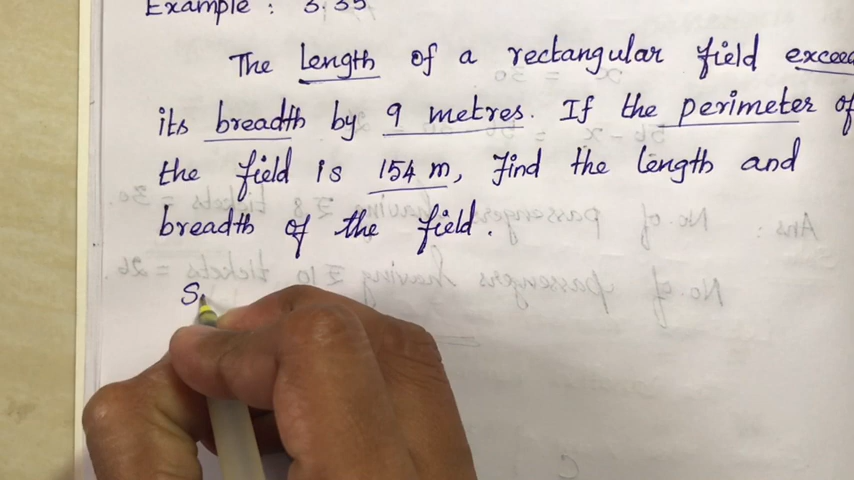 Example : 3.35
The length of a rectangular field exceed
its breadth by 9 metres. If the perimeter of
the field is 154 m, find the length and
breadth of the field.
S